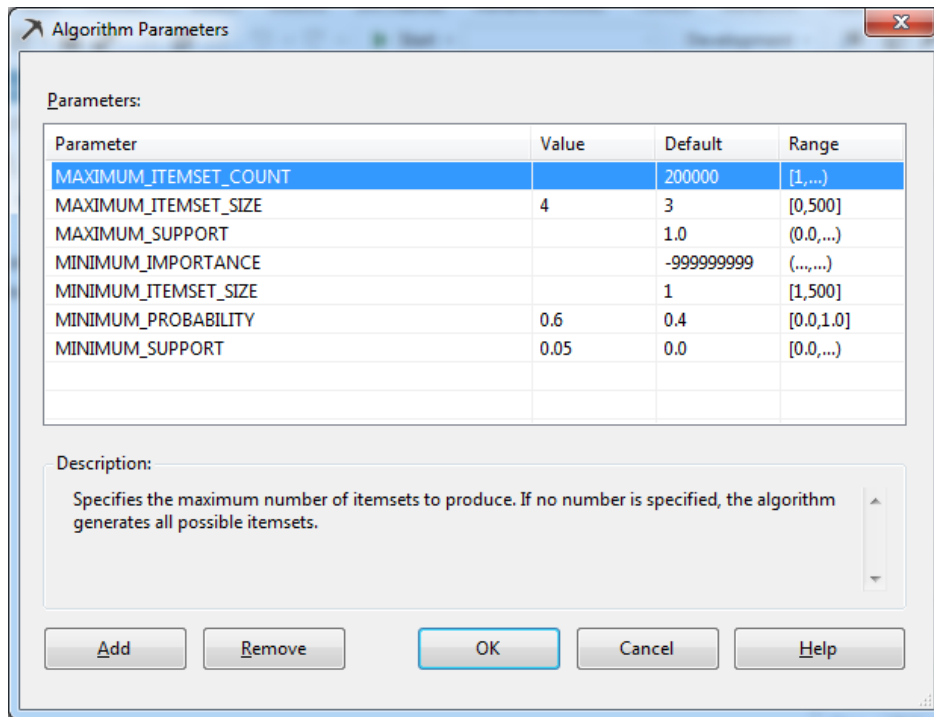 Algorithm Parameters
Parameters:
Parameter Value Default Range
MAXIMUM_ITEMSET_COUNT 200000 [1,...)
MAXIMUM_ITEMSET_SIZE 4 3 [0,500]
MAXIMUM_SUPPORT 1.0 (0.0,...)
MINIMUM_IMPORTANCE -999999999 (...,...)
MINIMUM_ITEMSET_SIZE 1 [1,500]
MINIMUM_PROBABILITY 0.6 0.4 [0.0,1.0]
MINIMUM_SUPPORT 0.05 0.0 [0.0,...)
Description:
Specifies the maximum number of itemsets to produce. If no number is specified, the algorithm
generates all possible itemsets.
Add Remove OK Cancel Help